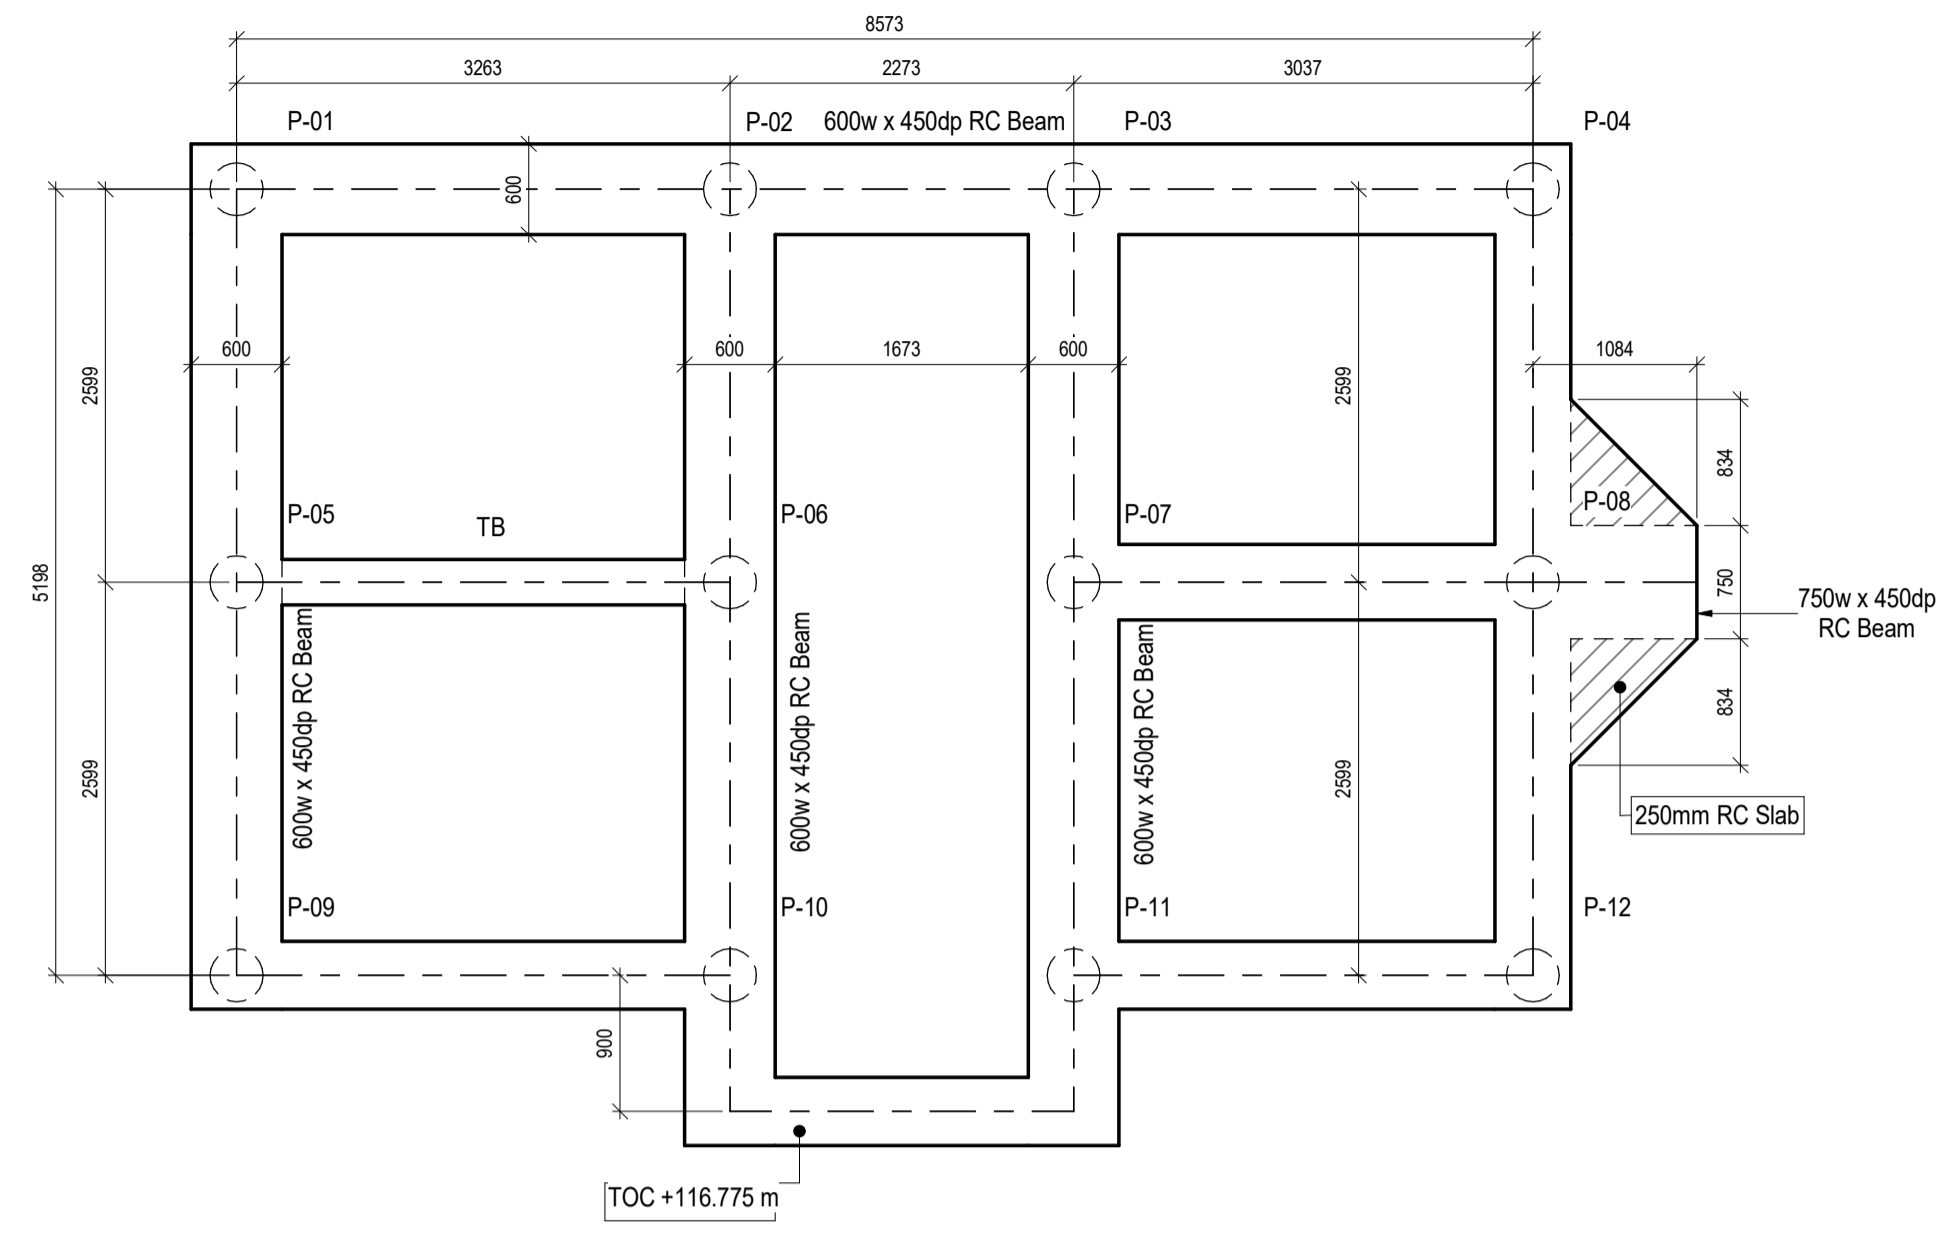 8573
3263
2273
3037
P-01
P-02
600w x 450dp RC Beam
P-03
P-04
600
600
600
1673
600
1084
2599
2599
834
P-05
TB
P-06
P-07
P-08
5198
750
750w x 450dp
RC Beam
600w x 450dp RC Beam
600w x 450dp RC Beam
600w x 450dp RC Beam
834
2599
2599
250mm RC Slab
P-09
P-10
P-11
P-12
900
TOC +116.775 m